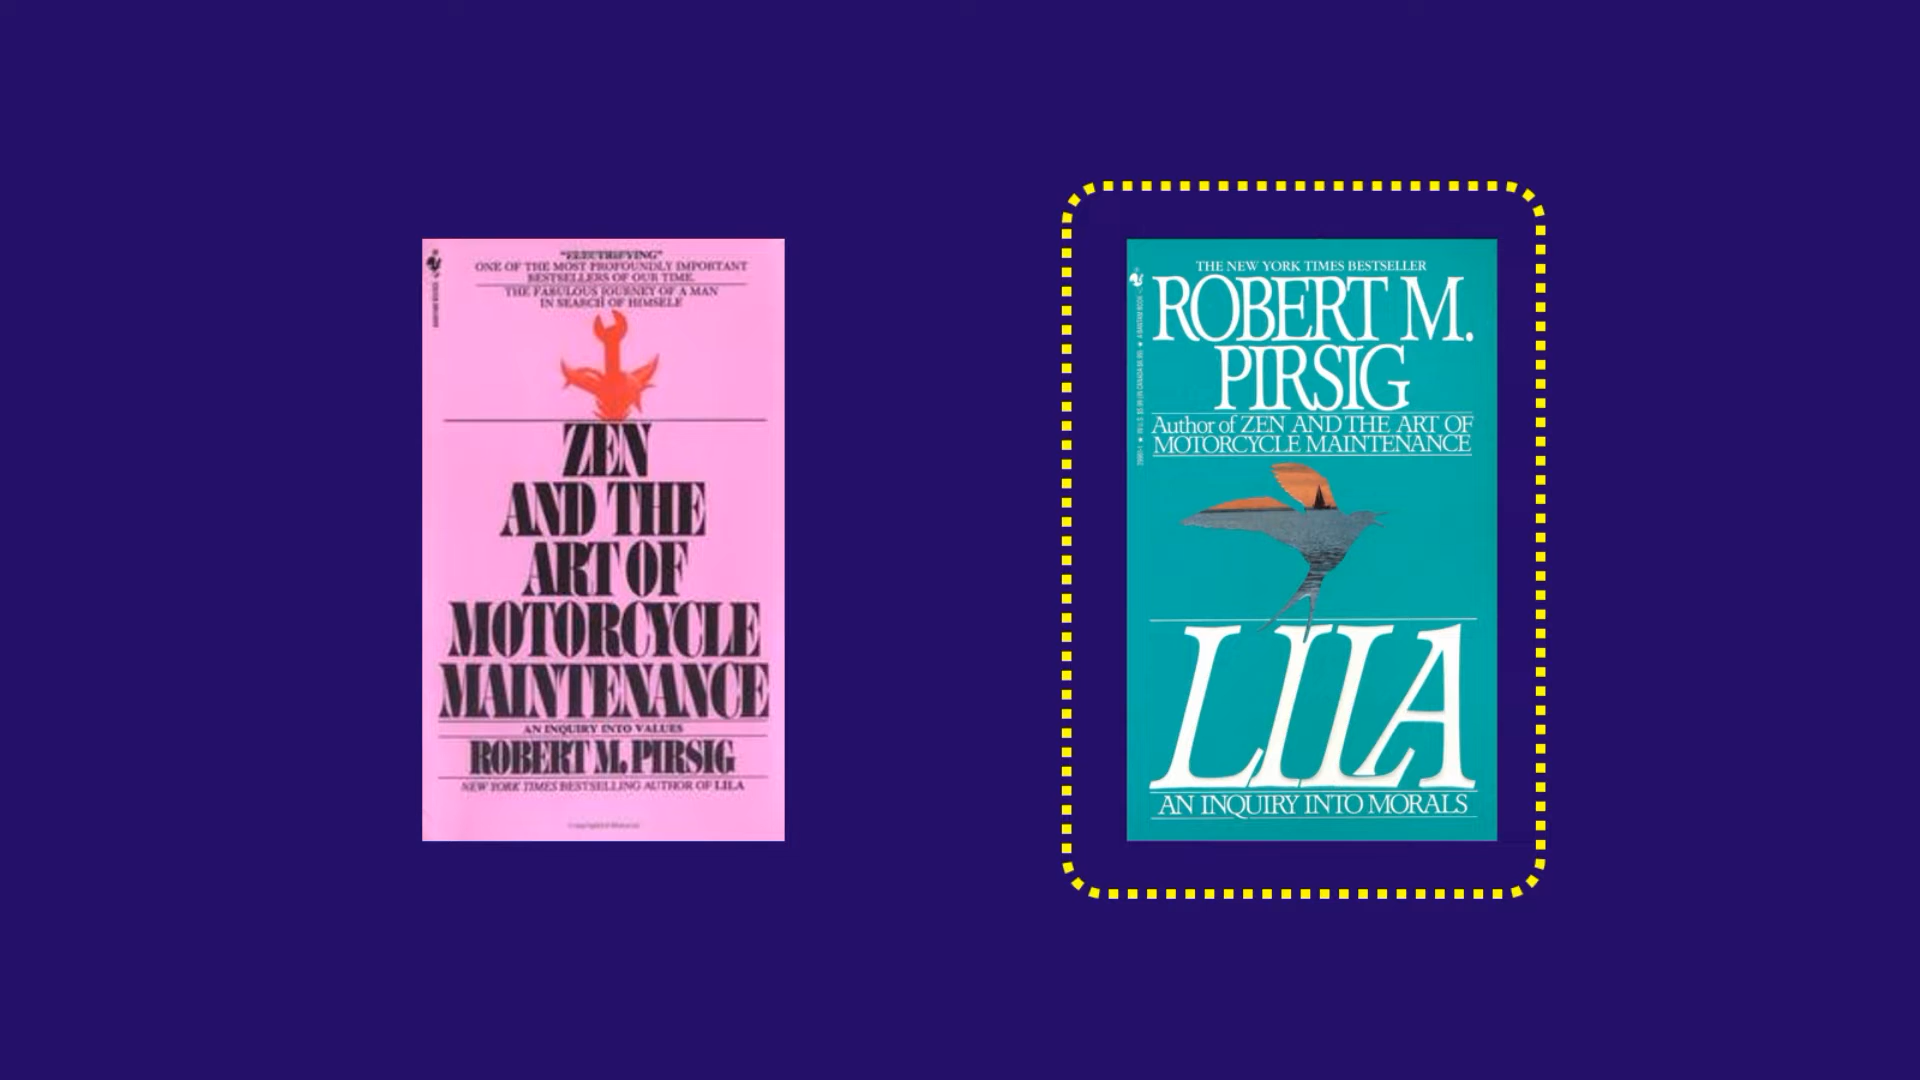 "ELECTRIFYING"
ONE OF THE MOST PROFOUNDLY IMPORTANT
BESTSELLERS OF OUR TIME.
THE FABULOUS JOURNEY OF A MAN
IN SEARCH OF HIMSELF
ZEN
AND THE
ART OF
MOTORCYCLE
MAINTENANCE
AN INQUIRY INTO VALUES
ROBERT M. PIRSIG
NEW YORK TIMES BESTSELLING AUTHOR OF LILA
THE NEW YORK TIMES BESTSELLER
ROBERT M.
PIRSIG
Author of ZEN AND THE ART OF
MOTORCYCLE MAINTENANCE
LILA
AN INQUIRY INTO MORALS